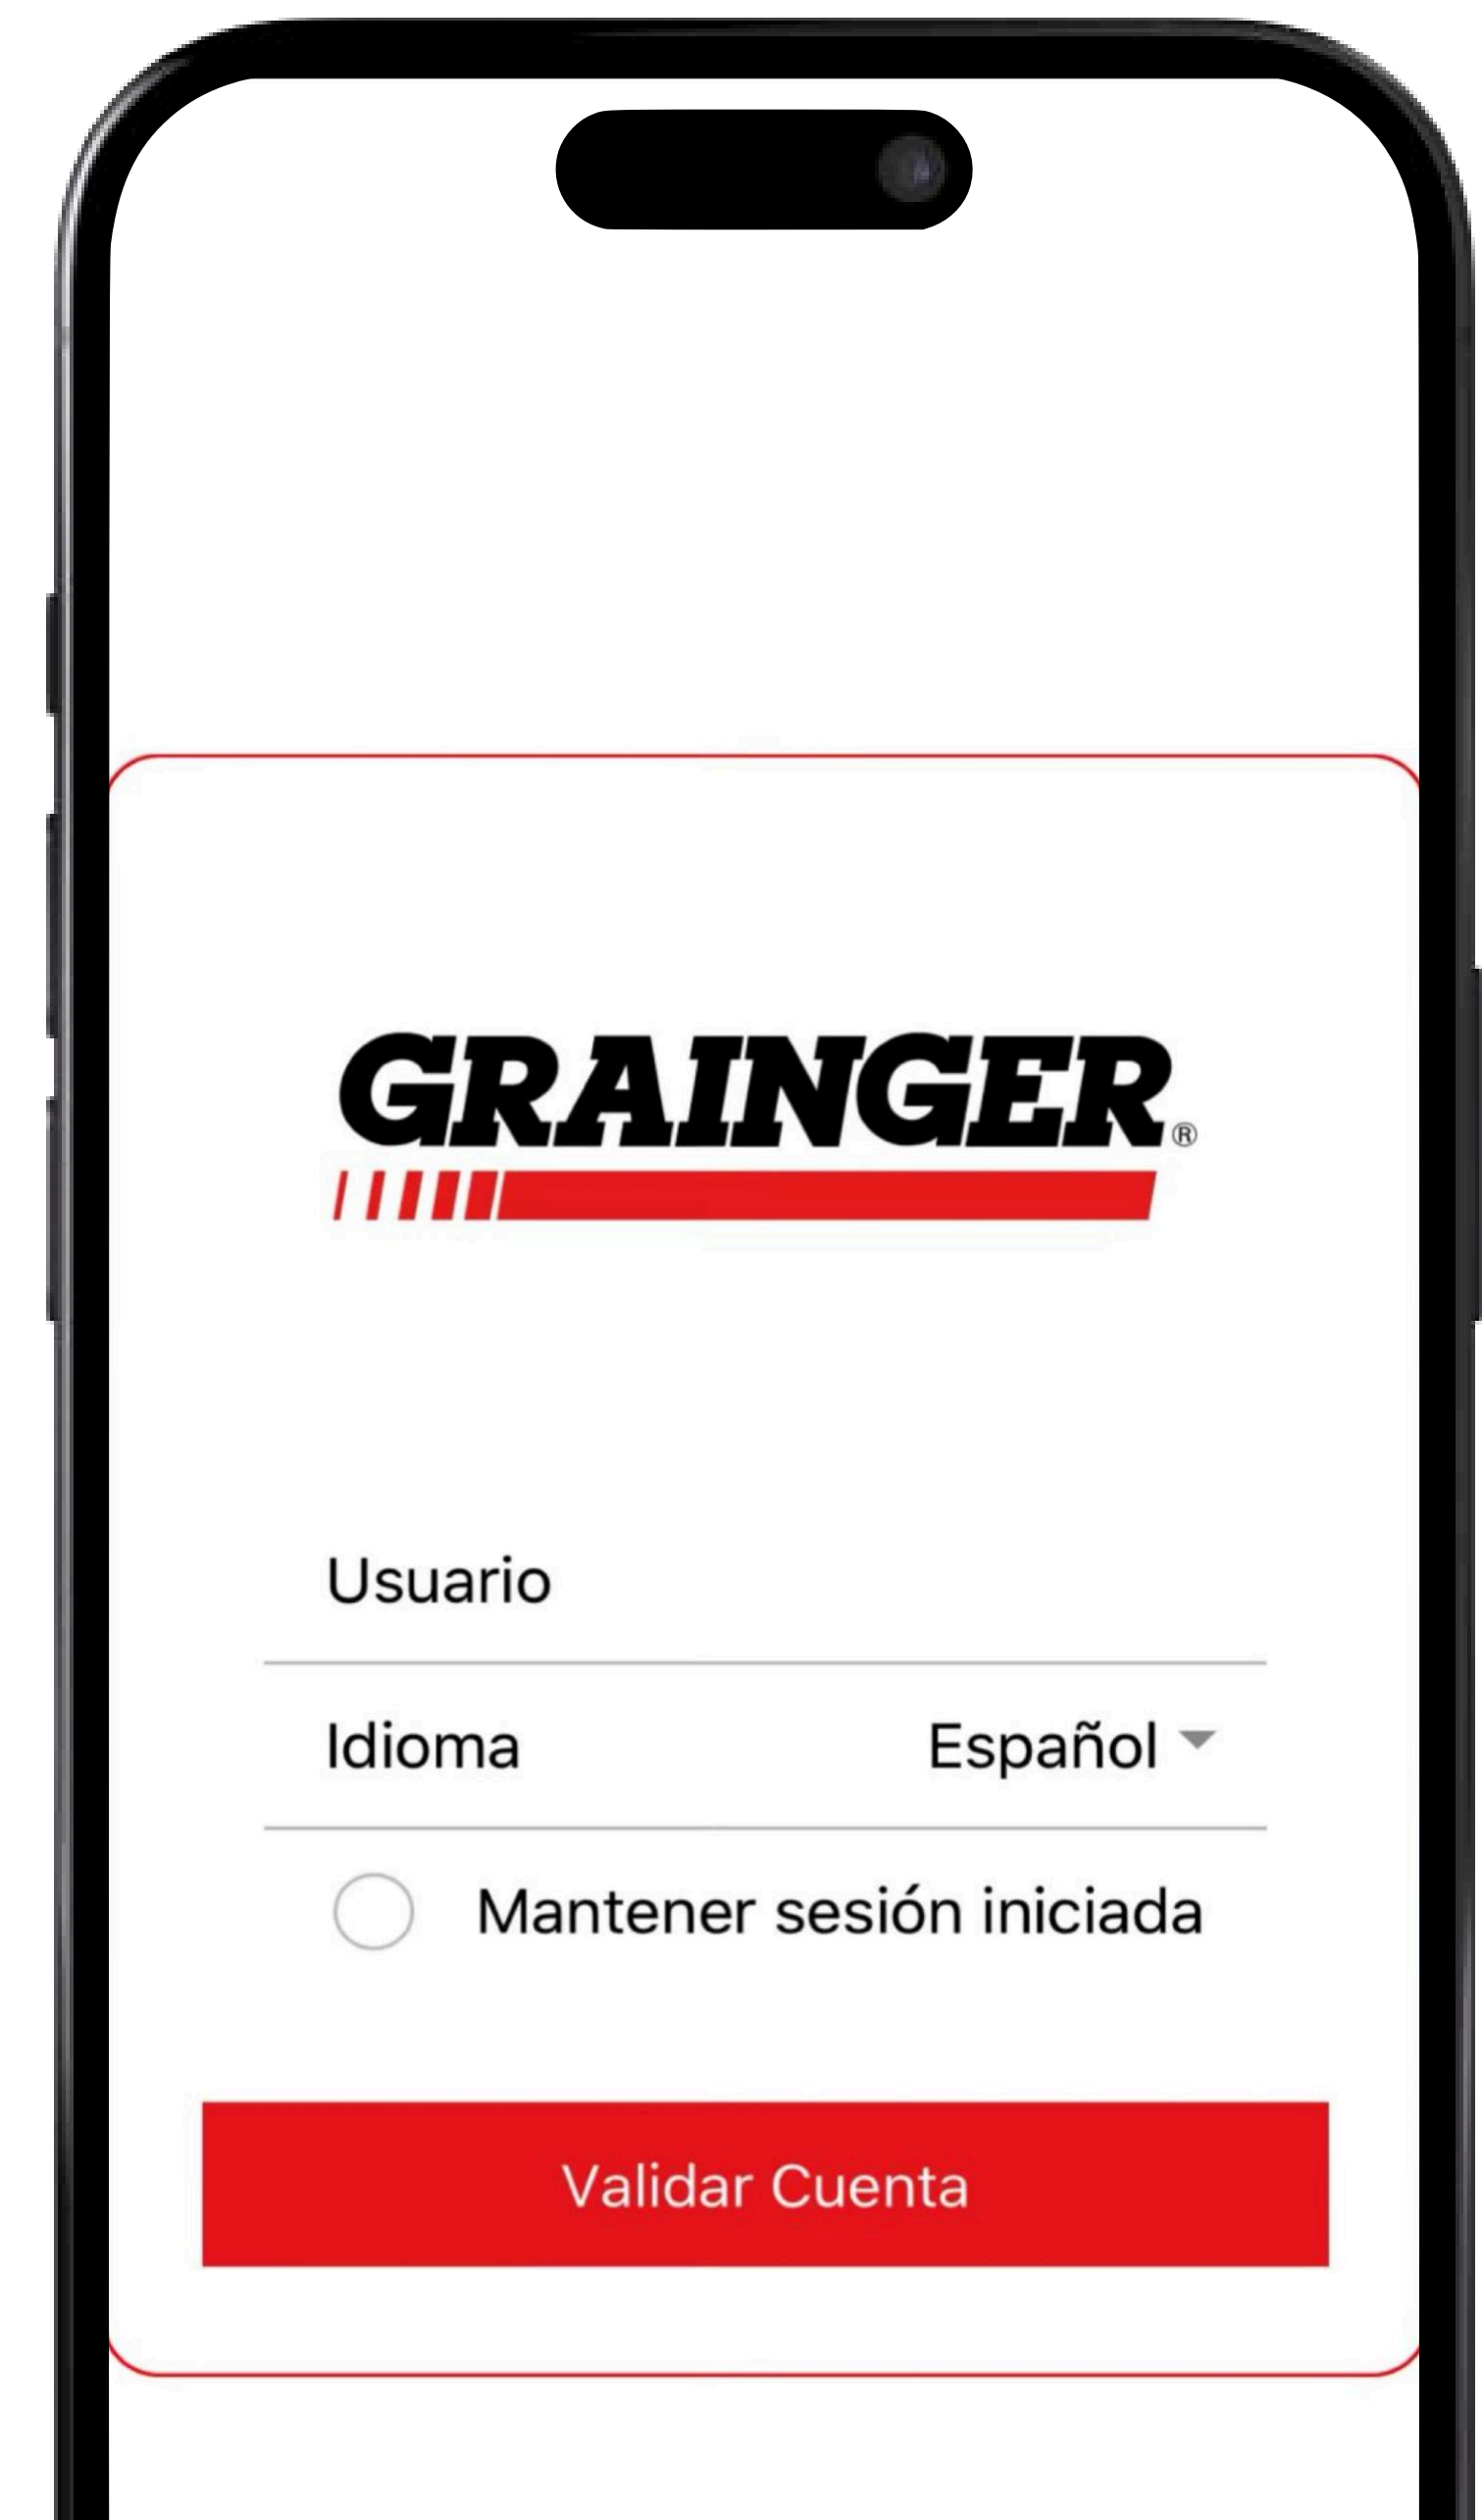 GRAINGER®
Usuario
Idioma Español
Mantener sesión iniciada
Validar Cuenta